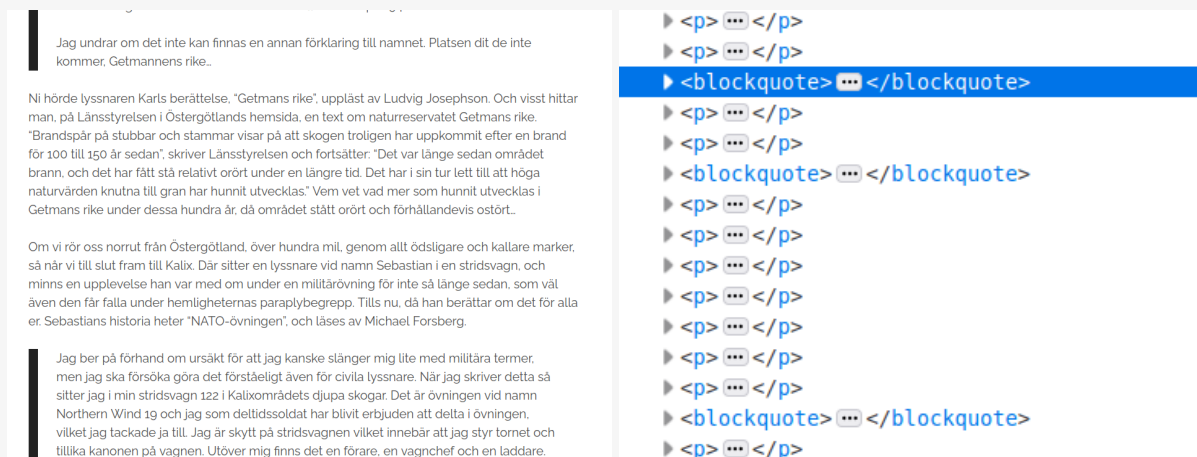 Jag undrar om det inte kan finnas en annan förklaring till namnet. Platsen dit de inte
kommer, Getmannens rike…
Ni hörde lyssnaren Karls berättelse, “Getmans rike”, uppläst av Ludvig Josephson. Och visst hittar
man, på Länsstyrelsen i Östergötlands hemsida, en text om naturreservatet Getmans rike.
“Brandspår på stubbar och stammar visar på att skogen troligen har uppkommit efter en brand
för 100 till 150 år sedan”, skriver Länsstyrelsen och fortsätter: “Det var länge sedan området
brann, och det har fått stå relativt orört under en längre tid. Det har i sin tur lett till att höga
naturvärden knutna till gran har hunnit utvecklas.” Vem vet vad mer som hunnit utvecklas i
Getmans rike under dessa hundra år, då området stått orört och förhållandevis ostört…
Om vi rör oss norrut från Östergötland, över hundra mil, genom allt ödsligare och kallare marker,
så når vi till slut fram till Kalix. Där sitter en lyssnare vid namn Sebastian i en stridsvagn, och
minns en upplevelse han var med om under en militärövning för inte så länge sedan, som väl
även den får falla under hemligheternas paraplybegrepp. Tills nu, då han berättar om det för alla
er. Sebastians historia heter “NATO-övningen”, och läses av Michael Forsberg.
Jag ber på förhand om ursäkt för att jag kanske slänger mig lite med militära termer,
men jag ska försöka göra det förståeligt även för civila lyssnare. När jag skriver detta så
sitter jag i min stridsvagn 122 i Kalixområdets djupa skogar. Det är övningen vid namn
Northern Wind 19 och jag som deltidssoldat har blivit erbjuden att delta i övningen,
vilket jag tackade ja till. Jag är skytt på stridsvagnen vilket innebär att jag styr tornet och
tillika kanonen på vagnen. Utöver mig finns det en förare, en vagnchef och en laddare.
<p>…</p>
<p>…</p>
<blockquote>…</blockquote>
<p>…</p>
<p>…</p>
<blockquote>…</blockquote>
<p>…</p>
<p>…</p>
<p>…</p>
<p>…</p>
<p>…</p>
<p>…</p>
<p>…</p>
<blockquote>…</blockquote>
<p>…</p>